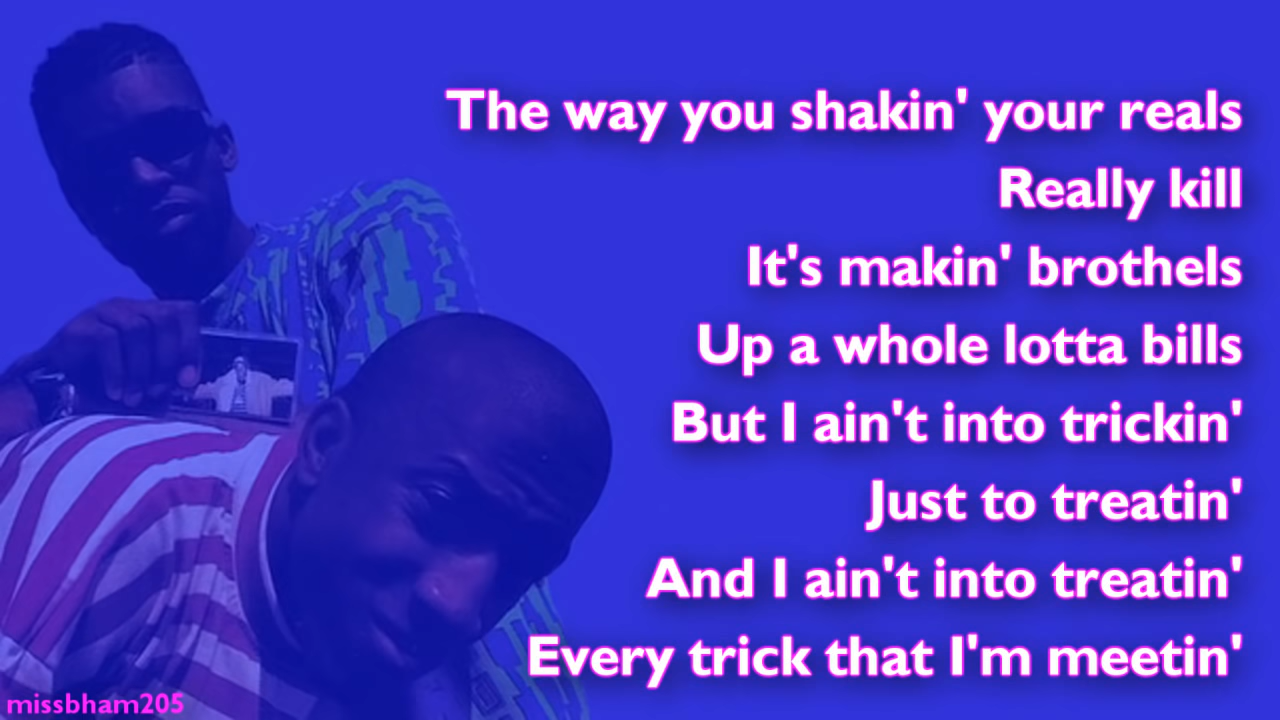 The way you shakin' your reals
Really kill
It's makin' brothels
Up a whole lotta bills
But I ain't into trickin'
Just to treatin'
And I ain't into treatin'
Every trick that I'm meetin'
missbham205